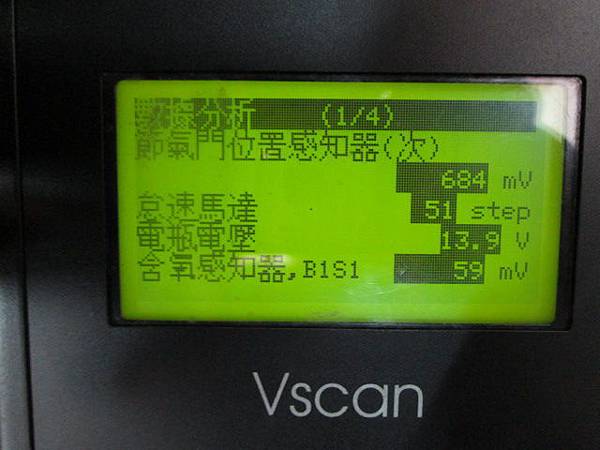 數據分析 (1/4)
節氣門位置感知器(次)
684 mV
怠速馬達 51 step
電瓶電壓 13.9 V
含氧感知器,B1S1 59 mV
Vscan